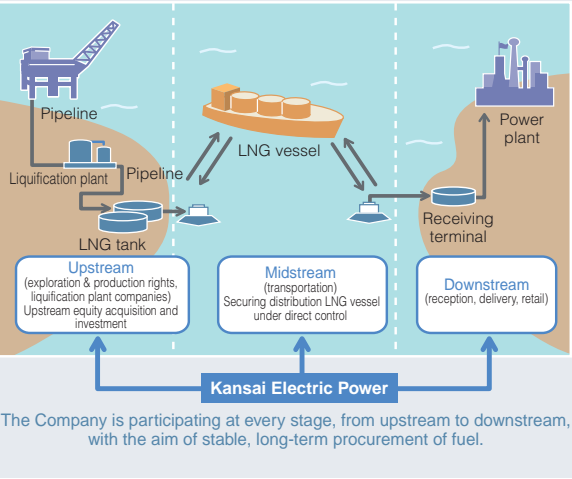 Pipeline
Power
plant
LNG vessel
Liquification plant
Pipeline
LNG tank
Receiving
terminal
Upstream
(exploration & production rights,
liquification plant companies)
Upstream equity acquisition and
investment
Midstream
(transportation)
Securing distribution LNG vessel
under direct control
Downstream
(reception, delivery, retail)
Kansai Electric Power
The Company is participating at every stage, from upstream to downstream,
with the aim of stable, long-term procurement of fuel.